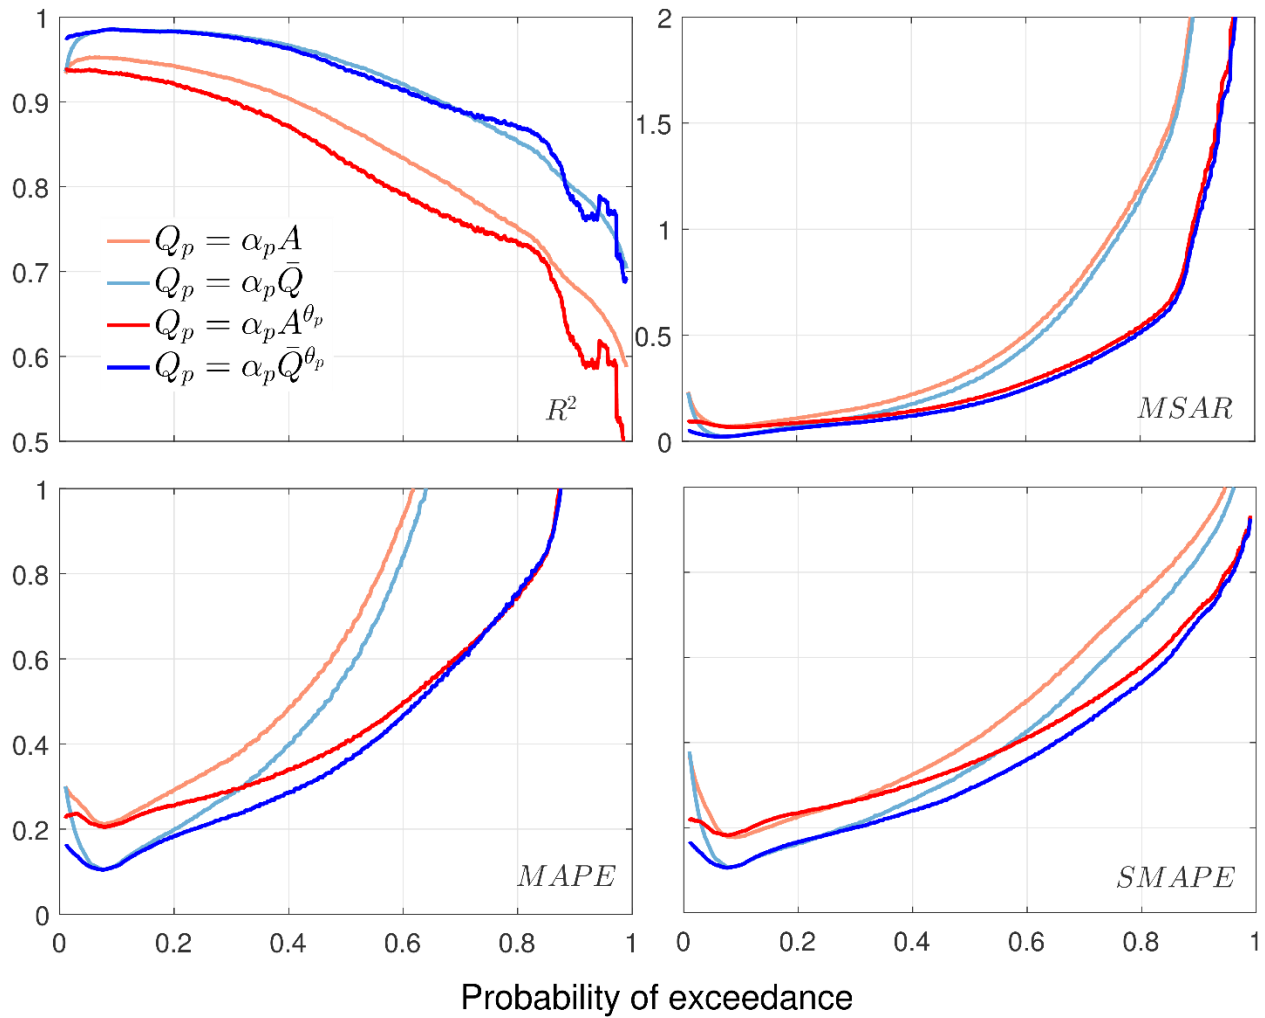 1
0.9
0.8
0.7
0.6
0.5
Q_p = α_p A
Q_p = α_p Q̄
Q_p = α_p A^{θ_p}
Q_p = α_p Q̄^{θ_p}
R²
2
1.5
1
0.5
0
MSAR
1
0.8
0.6
0.4
0.2
0
MAPE
0 0.2 0.4 0.6 0.8 1
SMAPE
0 0.2 0.4 0.6 0.8 1
Probability of exceedance